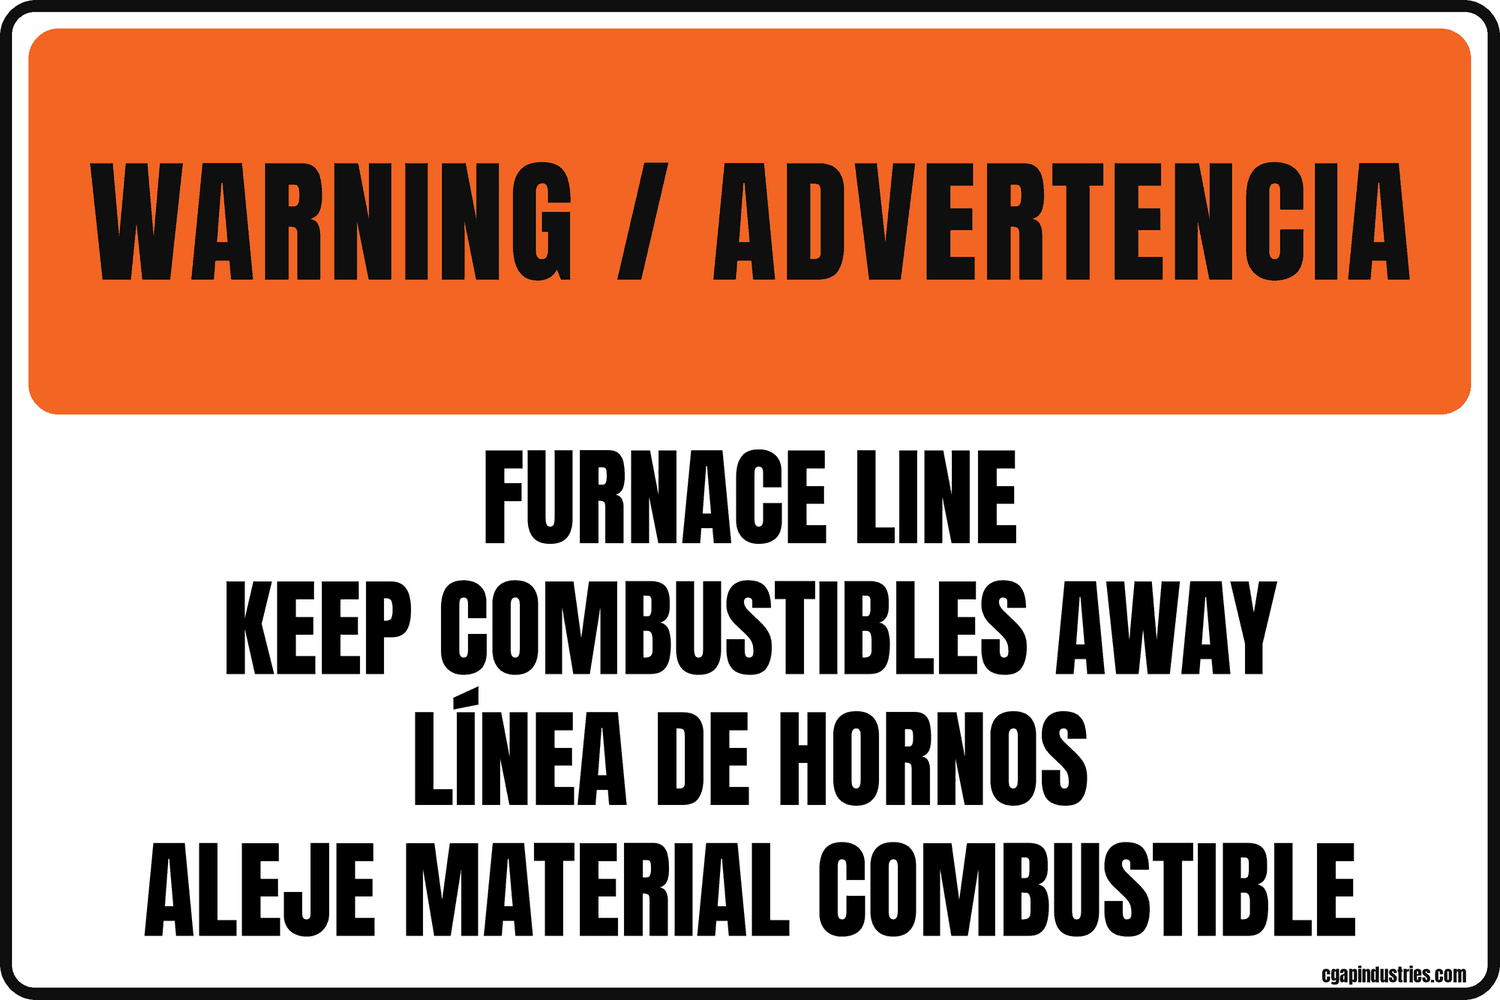 WARNING / ADVERTENCIA
FURNACE LINE
KEEP COMBUSTIBLES AWAY
LÍNEA DE HORNOS
ALEJE MATERIAL COMBUSTIBLE
cgapindustries.com